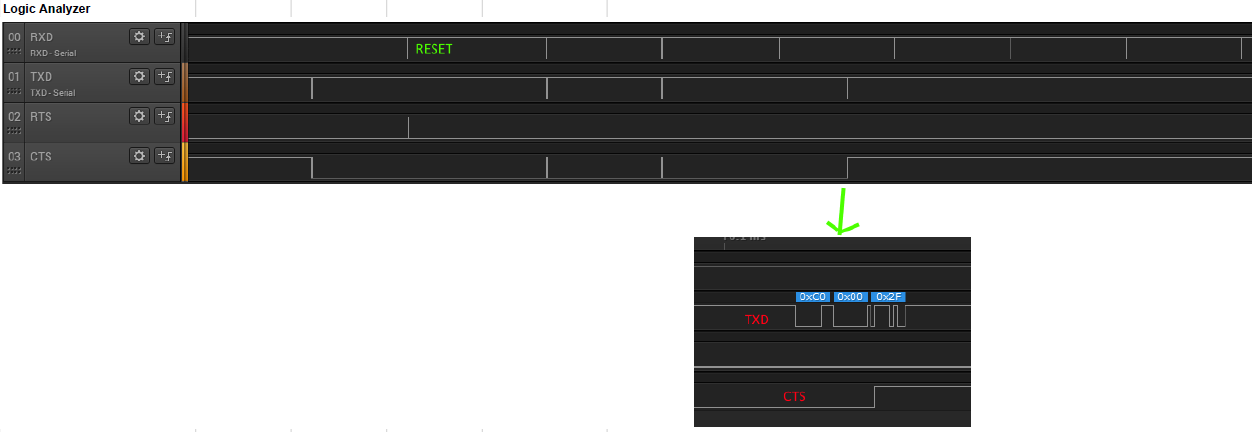 Logic Analyzer
00 RXD
RXD - Serial
RESET
01 TXD
TXD - Serial
02 RTS
03 CTS
0xC0 0x00 0x2F
TXD
CTS